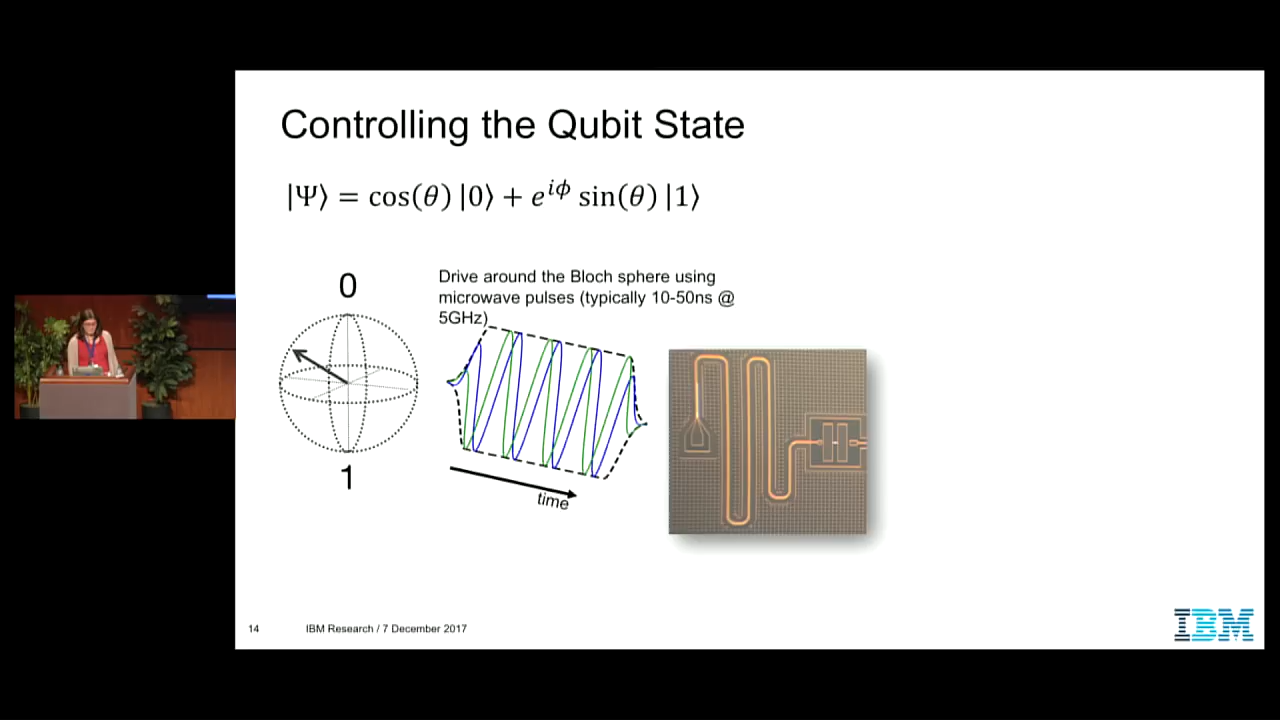 Controlling the Qubit State
|Ψ⟩ = cos(θ) |0⟩ + e^{iϕ} sin(θ) |1⟩
0
Drive around the Bloch sphere using
microwave pulses (typically 10-50ns @
5GHz)
1
time
14 IBM Research / 7 December 2017
IBM